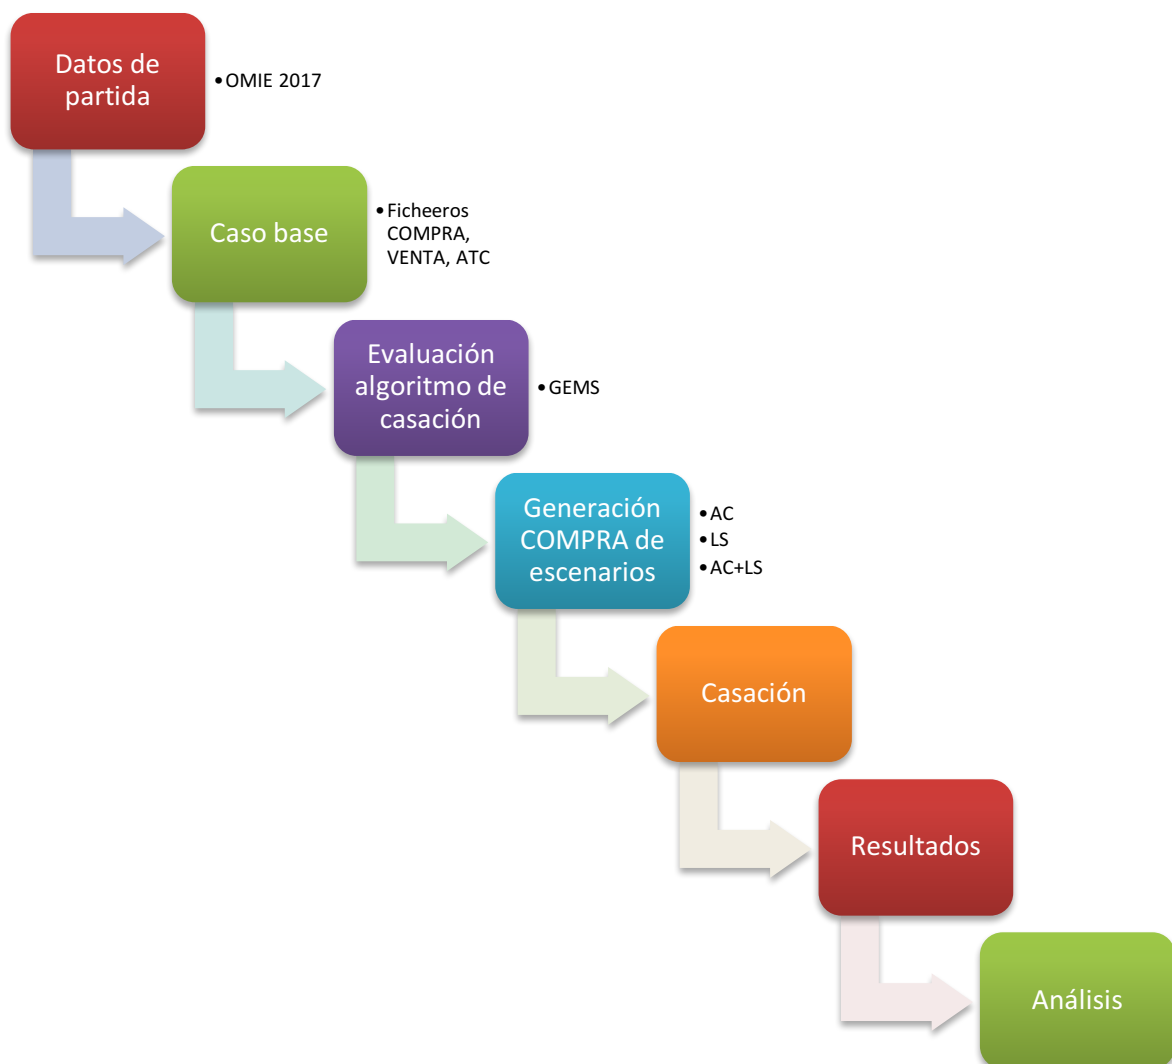 Datos de
partida
•OMIE 2017
Caso base
•Ficheeros
COMPRA,
VENTA, ATC
Evaluación
algoritmo de
casación
•GEMS
Generación
COMPRA de
escenarios
•AC
•LS
•AC+LS
Casación
Resultados
Análisis